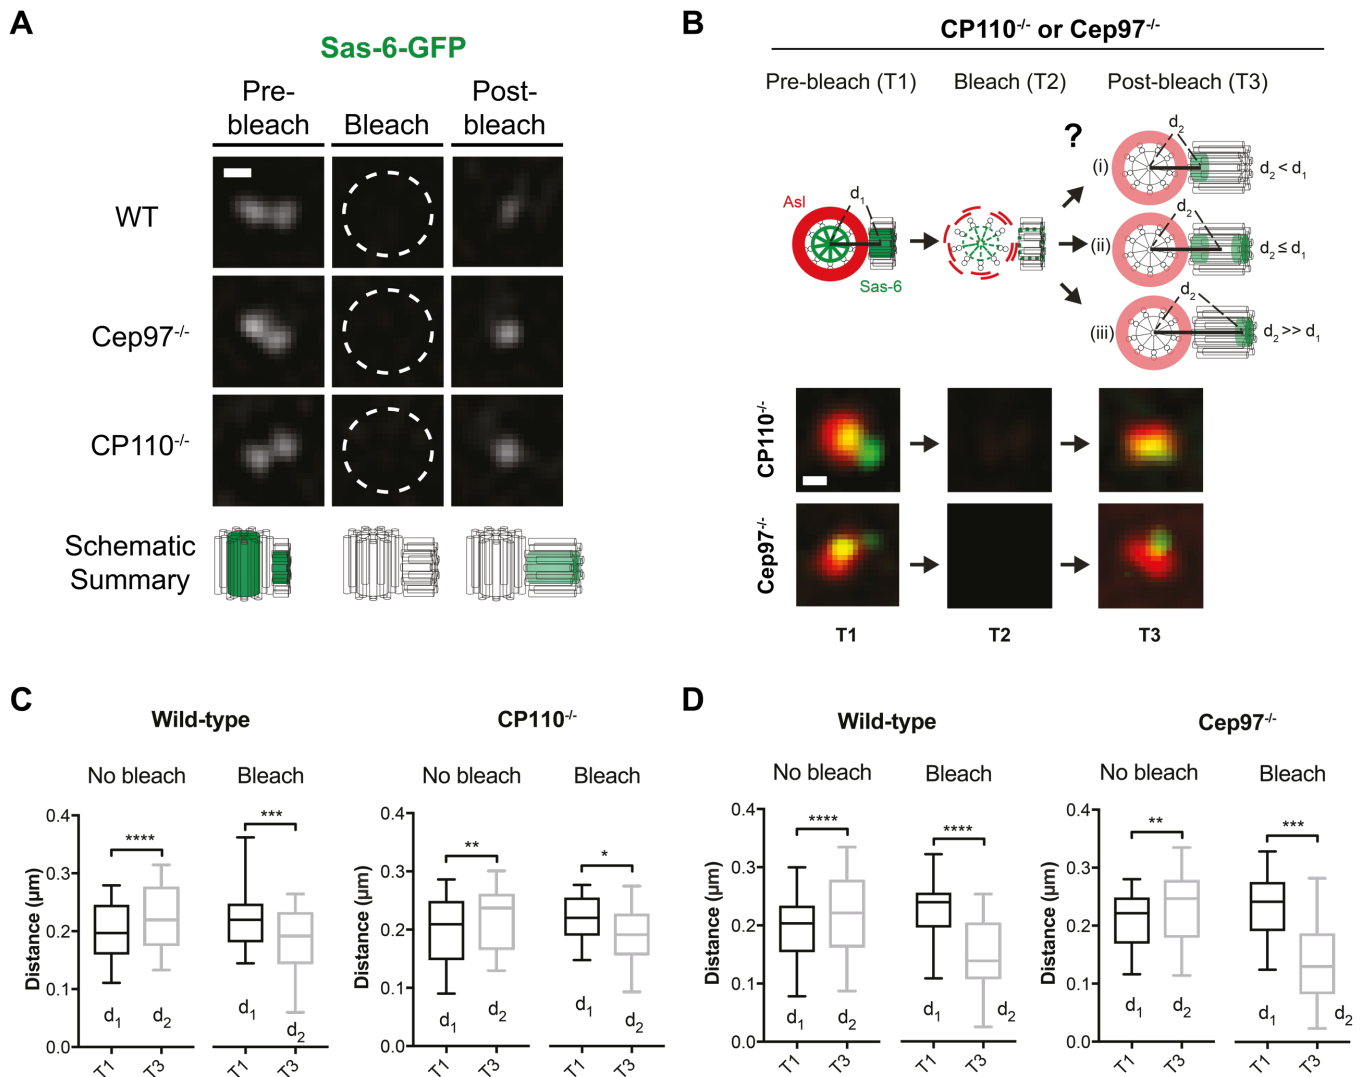 A
Sas-6-GFP
Pre-
bleach
Bleach
Post-
bleach
WT
Cep97-/-
CP110-/-
Schematic
Summary
B
CP110-/- or Cep97-/-
Pre-bleach (T1)
Bleach (T2)
Post-bleach (T3)
Asl
d1
Sas-6
?
(i)
d2
d2 < d1
(ii)
d2
d2 ≤ d1
(iii)
d2
d2 >> d1
CP110-/-
Cep97-/-
T1
T2
T3
C
Wild-type
CP110-/-
No bleach
Bleach
No bleach
Bleach
Distance (µm)
0.4
0.3
0.2
0.1
0.0
****
***
d1
d2
d1
d2
T1
T3
T1
T3
Distance (µm)
0.4
0.3
0.2
0.1
0.0
**
*
d1
d2
d1
d2
T1
T3
T1
T3
D
Wild-type
Cep97-/-
No bleach
Bleach
No bleach
Bleach
Distance (µm)
0.4
0.3
0.2
0.1
0.0
****
****
d1
d2
d1
d2
T1
T3
T1
T3
Distance (µm)
0.4
0.3
0.2
0.1
0.0
**
***
d1
d2
d1
d2
T1
T3
T1
T3